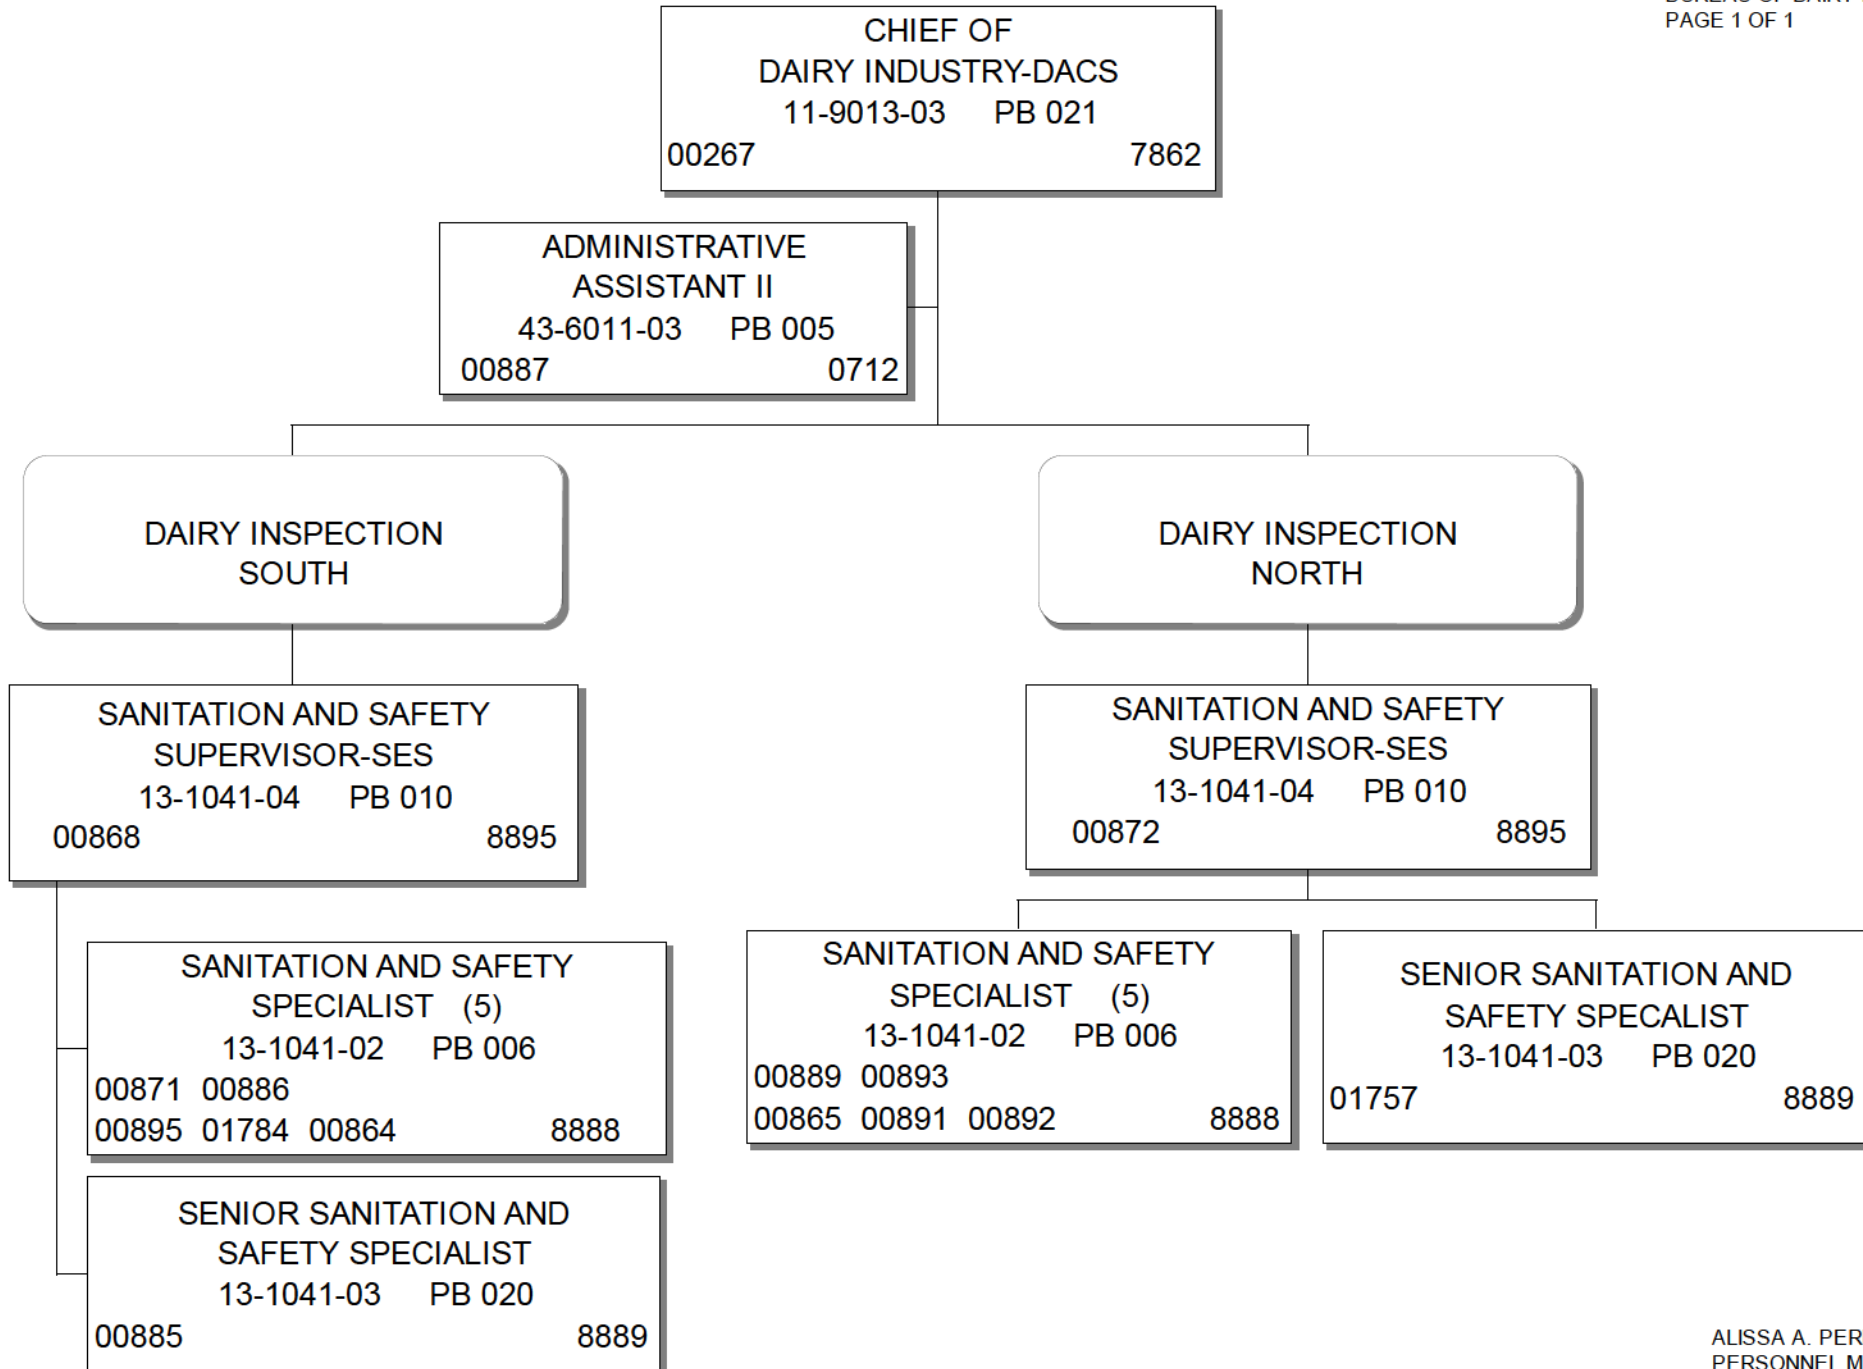 PAGE 1 OF 1
CHIEF OF
DAIRY INDUSTRY-DACS
11-9013-03 PB 021
00267 7862
ADMINISTRATIVE
ASSISTANT II
43-6011-03 PB 005
00887 0712
DAIRY INSPECTION
SOUTH
DAIRY INSPECTION
NORTH
SANITATION AND SAFETY
SUPERVISOR-SES
13-1041-04 PB 010
00868 8895
SANITATION AND SAFETY
SUPERVISOR-SES
13-1041-04 PB 010
00872 8895
SANITATION AND SAFETY
SPECIALIST (5)
13-1041-02 PB 006
00871 00886
00895 01784 00864 8888
SENIOR SANITATION AND
SAFETY SPECIALIST
13-1041-03 PB 020
00885 8889
SANITATION AND SAFETY
SPECIALIST (5)
13-1041-02 PB 006
00889 00893
00865 00891 00892 8888
SENIOR SANITATION AND
SAFETY SPECALIST
13-1041-03 PB 020
01757 8889
ALISSA A. PER
PERSONNEL M